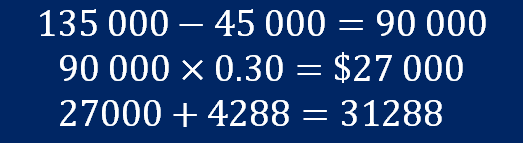 135 000 − 45 000 = 90 000
90 000 × 0.30 = $27 000
27000 + 4288 = 31288